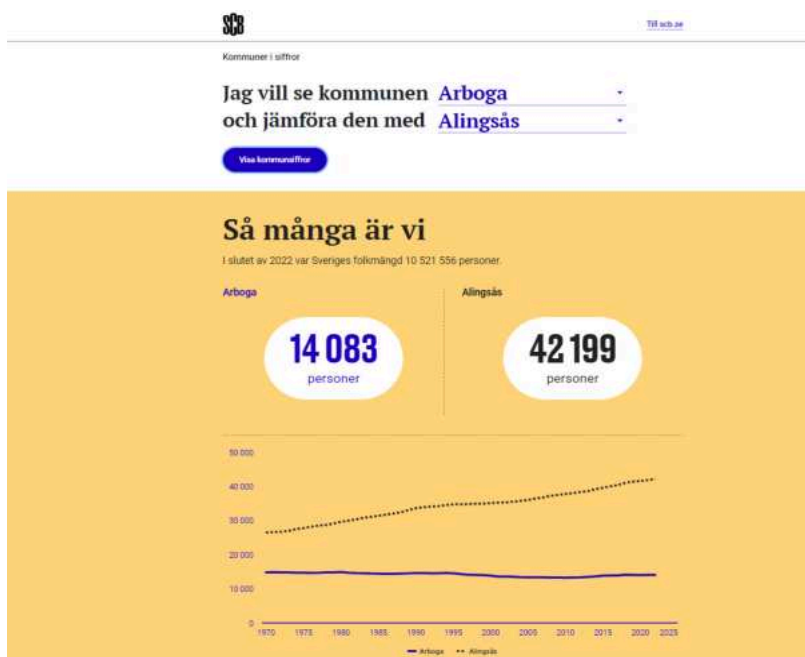 SCB
Till scb.se
Kommuner i siffror
Jag vill se kommunen Arboga
och jämföra den med Alingsås
Visa kommunsiffror
Så många är vi
I slutet av 2022 var Sveriges folkmängd 10 521 556 personer.
Arboga
Alingsås
14 083
personer
42 199
personer
50 000
40 000
30 000
20 000
10 000
0
1970 1975 1980 1985 1990 1995 2000 2005 2010 2015 2020 2025
Arboga Alingsås